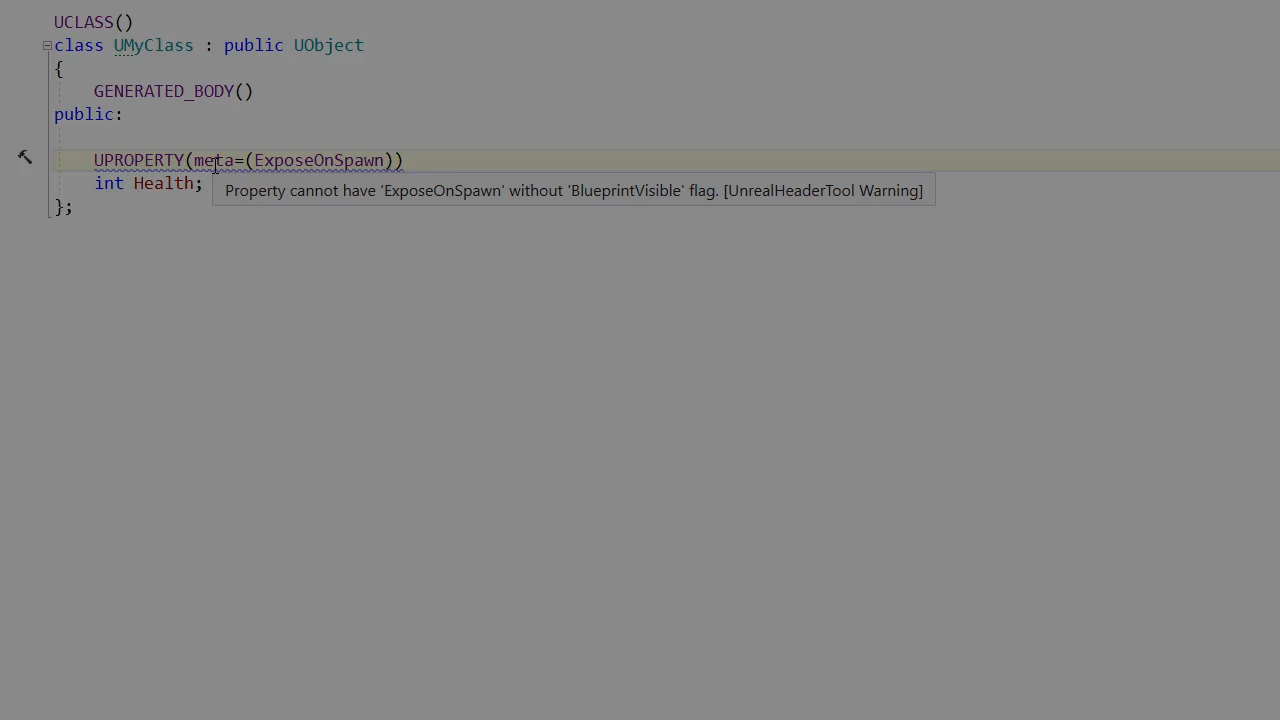 UCLASS()
class UMyClass : public UObject
{
GENERATED_BODY()
public:
UPROPERTY(meta=(ExposeOnSpawn))
int Health;
Property cannot have 'ExposeOnSpawn' without 'BlueprintVisible' flag. [UnrealHeaderTool Warning]
};